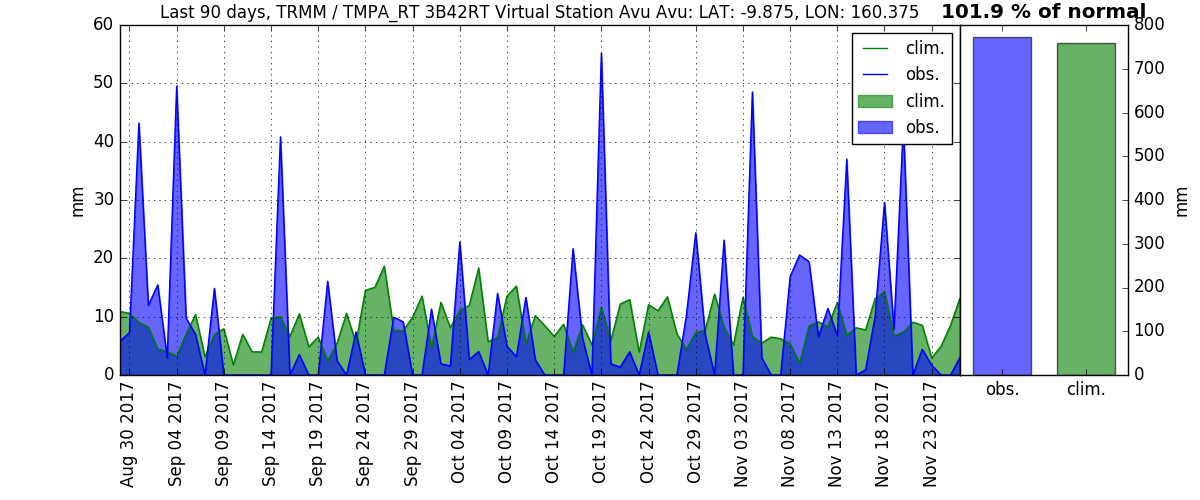 Last 90 days, TRMM / TMPA_RT 3B42RT Virtual Station Avu Avu: LAT: -9.875, LON: 160.375
101.9 % of normal
60
50
40
30
20
10
0
mm
clim.
obs.
clim.
obs.
800
700
600
500
400
300
200
100
0
mm
obs.
clim.
Aug 30 2017
Sep 04 2017
Sep 09 2017
Sep 14 2017
Sep 19 2017
Sep 24 2017
Sep 29 2017
Oct 04 2017
Oct 09 2017
Oct 14 2017
Oct 19 2017
Oct 24 2017
Oct 29 2017
Nov 03 2017
Nov 08 2017
Nov 13 2017
Nov 18 2017
Nov 23 2017